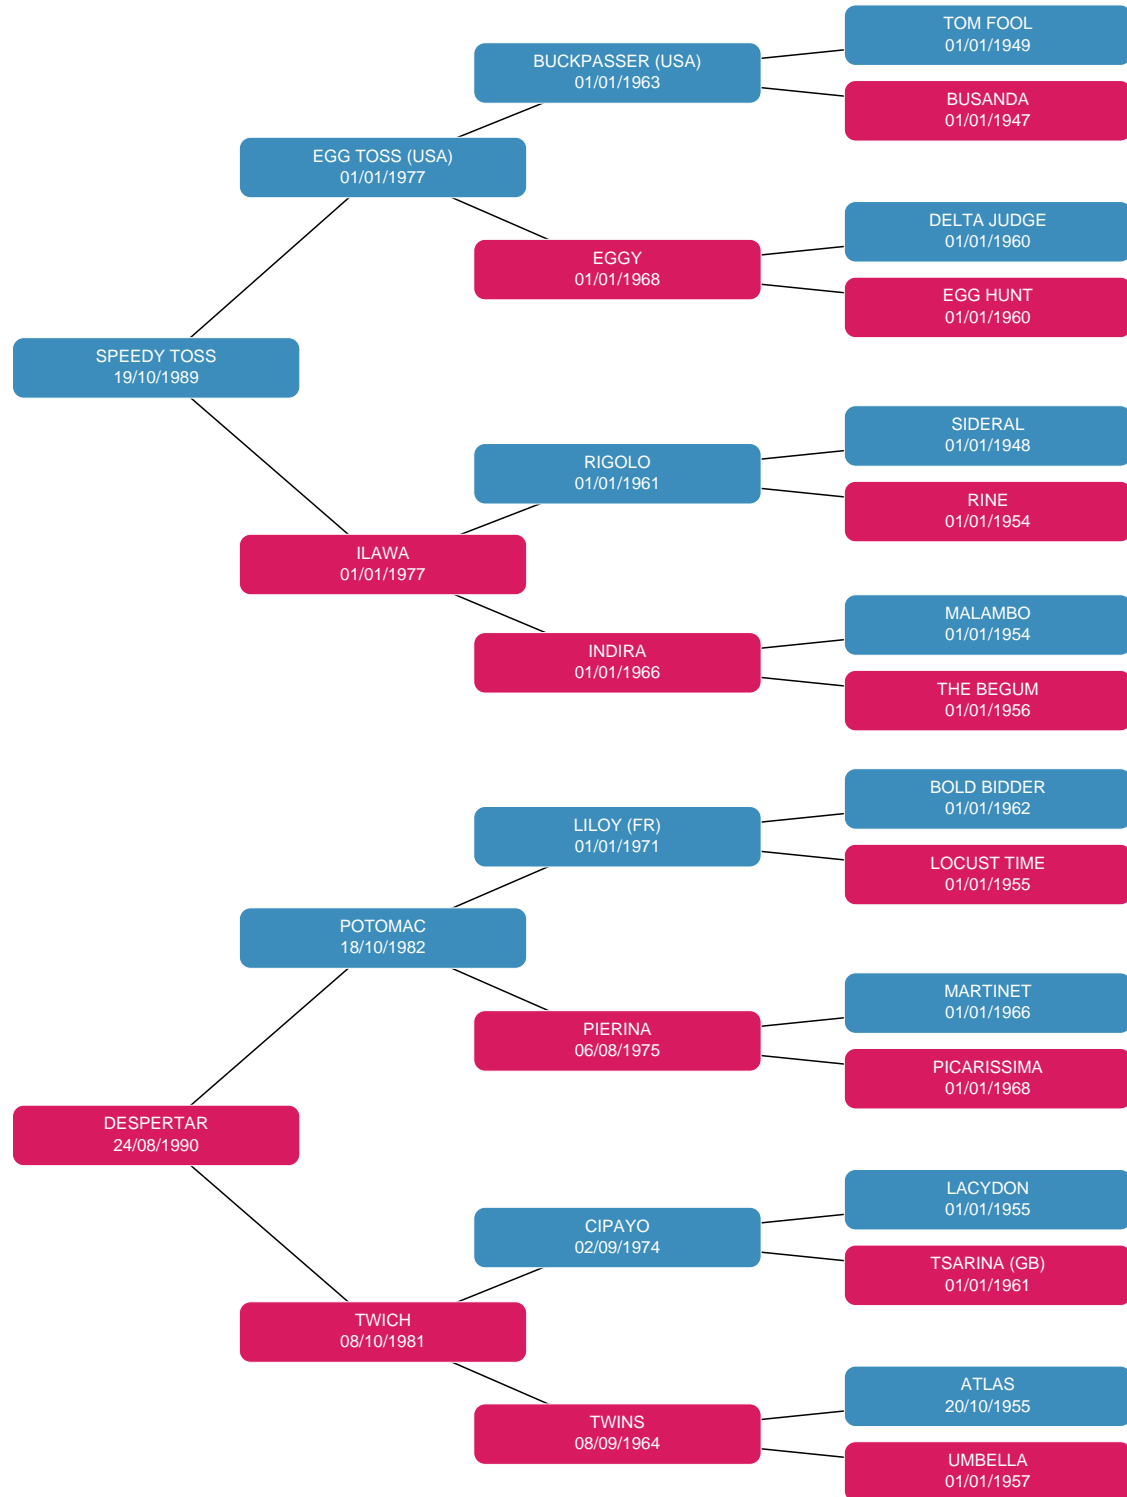 TOM FOOL
01/01/1949
BUCKPASSER (USA)
01/01/1963
BUSANDA
01/01/1947
EGG TOSS (USA)
01/01/1977
DELTA JUDGE
01/01/1960
EGGY
01/01/1968
EGG HUNT
01/01/1960
SPEEDY TOSS
19/10/1989
SIDERAL
01/01/1948
RIGOLO
01/01/1961
RINE
01/01/1954
ILAWA
01/01/1977
MALAMBO
01/01/1954
INDIRA
01/01/1966
THE BEGUM
01/01/1956
BOLD BIDDER
01/01/1962
LILOY (FR)
01/01/1971
LOCUST TIME
01/01/1955
POTOMAC
18/10/1982
MARTINET
01/01/1966
PIERINA
06/08/1975
PICARISSIMA
01/01/1968
DESPERTAR
24/08/1990
LACYDON
01/01/1955
CIPAYO
02/09/1974
TSARINA (GB)
01/01/1961
TWICH
08/10/1981
ATLAS
20/10/1955
TWINS
08/09/1964
UMBELLA
01/01/1957